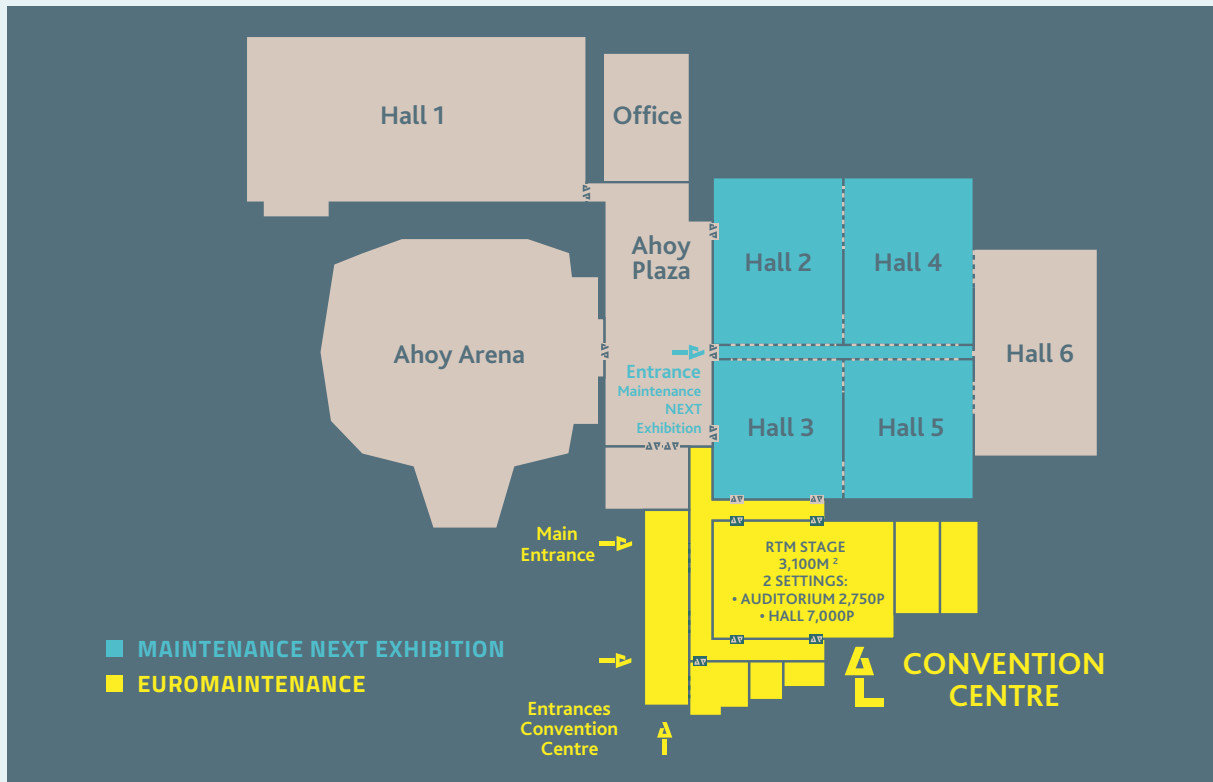 Hall 1
Office
Ahoy
Plaza
Hall 2
Hall 4
Ahoy Arena
Hall 6
Entrance
Maintenance
NEXT
Exhibition
Hall 3
Hall 5
Main
Entrance
RTM STAGE
3,100M ²
2 SETTINGS:
• AUDITORIUM 2,750P
• HALL 7,000P
MAINTENANCE NEXT EXHIBITION
EUROMAINTENANCE
CONVENTION
CENTRE
Entrances
Convention
Centre